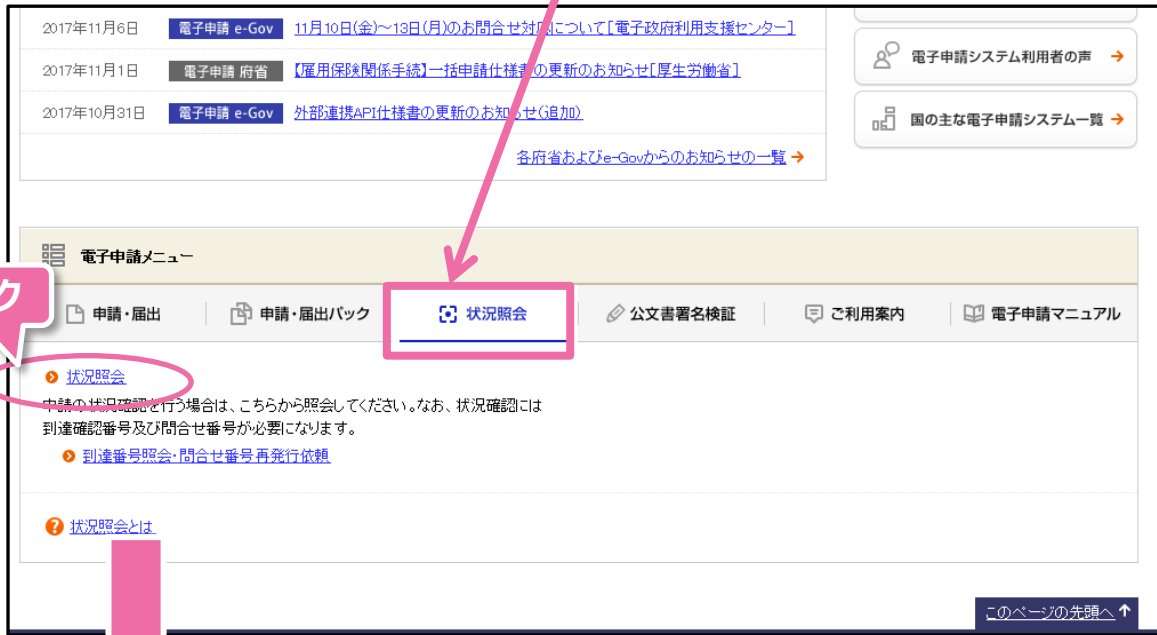 2017年11月6日 電子申請 e-Gov 11月10日(金)～13日(月)のお問合せ対応について[電子政府利用支援センター]
2017年11月1日 電子申請 府省 【雇用保険関係手続】一括申請仕様書の更新のお知らせ[厚生労働省]
2017年10月31日 電子申請 e-Gov 外部連携API仕様書の更新のお知らせ(追加)
各府省およびe-Govからのお知らせの一覧
電子申請システム利用者の声
国の主な電子申請システム一覧
電子申請メニュー
申請・届出 申請・届出パック 状況照会 公文書署名検証 ご利用案内 電子申請マニュアル
ク
状況照会
申請の状況確認を行う場合は、こちらから照会してください。なお、状況確認には
到達確認番号及び問合せ番号が必要になります。
到達番号照会・問合せ番号再発行依頼
状況照会とは
このページの先頭へ